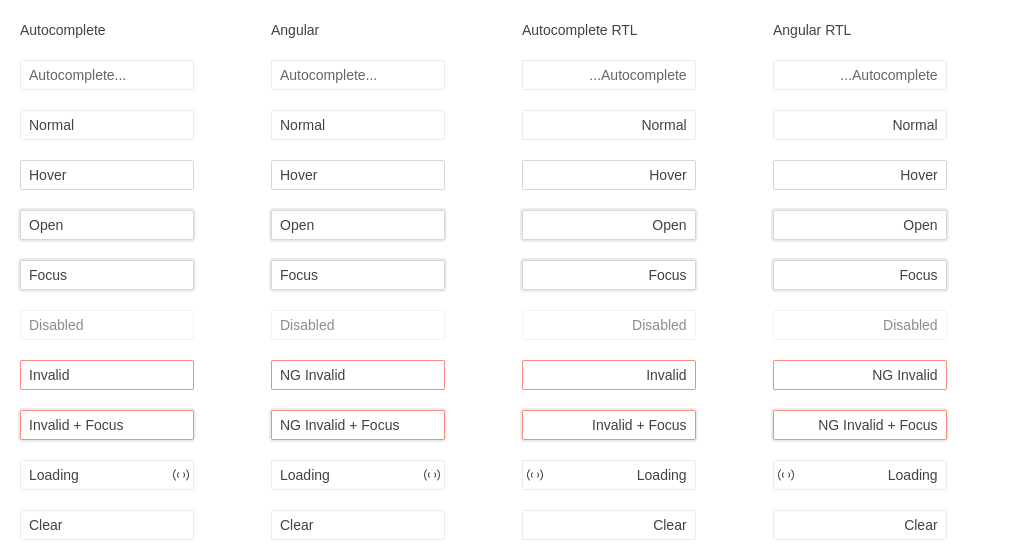 Autocomplete Angular Autocomplete RTL Angular RTL
Autocomplete... Autocomplete... ...Autocomplete ...Autocomplete
Normal Normal Normal Normal
Hover Hover Hover Hover
Open Open Open Open
Focus Focus Focus Focus
Disabled Disabled Disabled Disabled
Invalid NG Invalid Invalid NG Invalid
Invalid + Focus NG Invalid + Focus Invalid + Focus NG Invalid + Focus
Loading Loading Loading Loading
Clear Clear Clear Clear